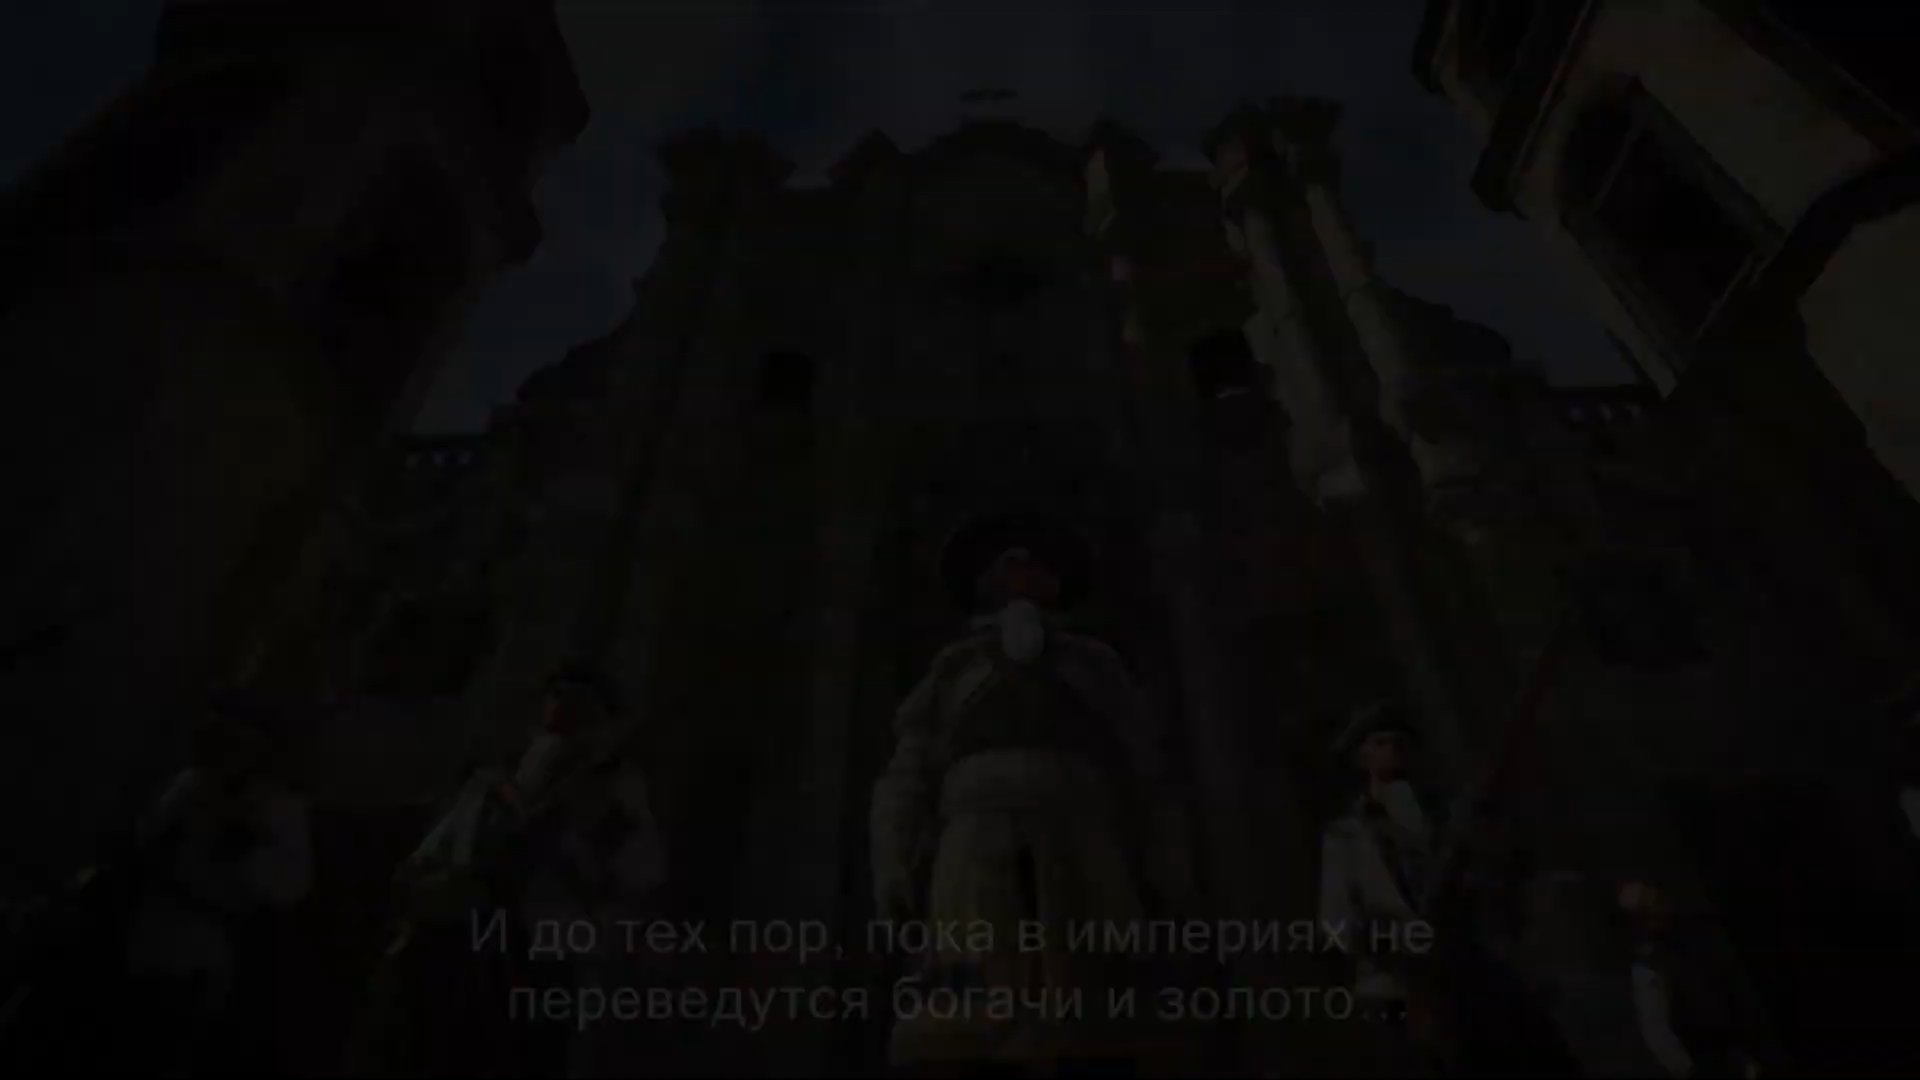 И до тех пор, пока в империях не
переведутся богачи и золото...